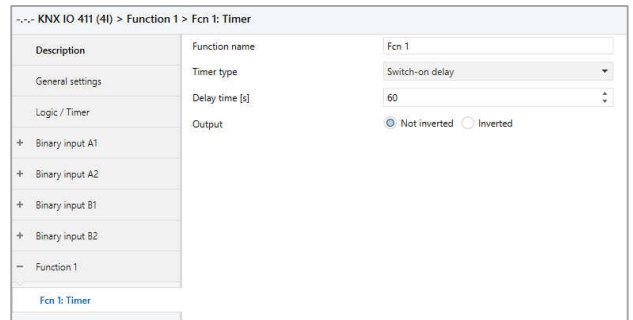 -.-.- KNX IO 411 (4I) > Function 1 > Fcn 1: Timer
Description
General settings
Logic / Timer
+ Binary input A1
+ Binary input A2
+ Binary input B1
+ Binary input B2
− Function 1
Fcn 1: Timer
Function name Fcn 1
Timer type Switch-on delay
Delay time [s] 60
Output Not inverted Inverted